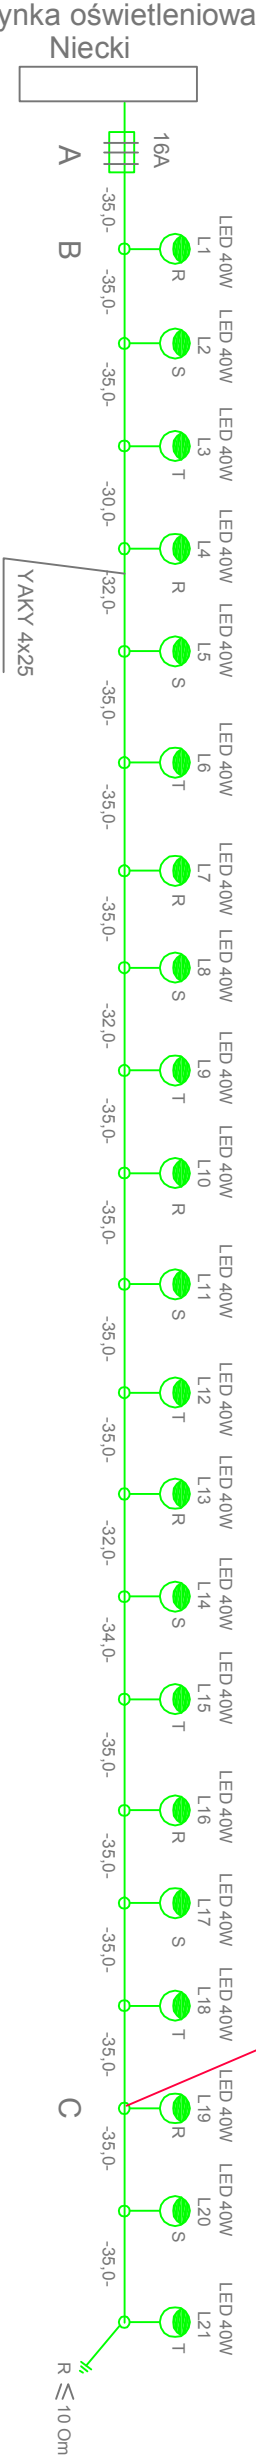 ynka oświetleniowa
Niecki
16A
A
-35,0-
B
LED 40W
L1
R
-35,0-
LED 40W
L2
S
-35,0-
LED 40W
L3
T
-30,0-
LED 40W
L4
R
YAKY 4x25
-32,0-
LED 40W
L5
S
-35,0-
LED 40W
L6
T
-35,0-
LED 40W
L7
R
-35,0-
LED 40W
L8
S
-32,0-
LED 40W
L9
T
-35,0-
LED 40W
L10
R
-35,0-
LED 40W
L11
S
-35,0-
LED 40W
L12
T
-35,0-
LED 40W
L13
R
-32,0-
LED 40W
L14
S
-34,0-
LED 40W
L15
T
-35,0-
LED 40W
L16
R
-35,0-
LED 40W
L17
S
-35,0-
LED 40W
L18
T
-35,0-
C
LED 40W
L19
R
-35,0-
LED 40W
L20
S
-35,0-
LED 40W
L21
T
R ≤ 10 Om